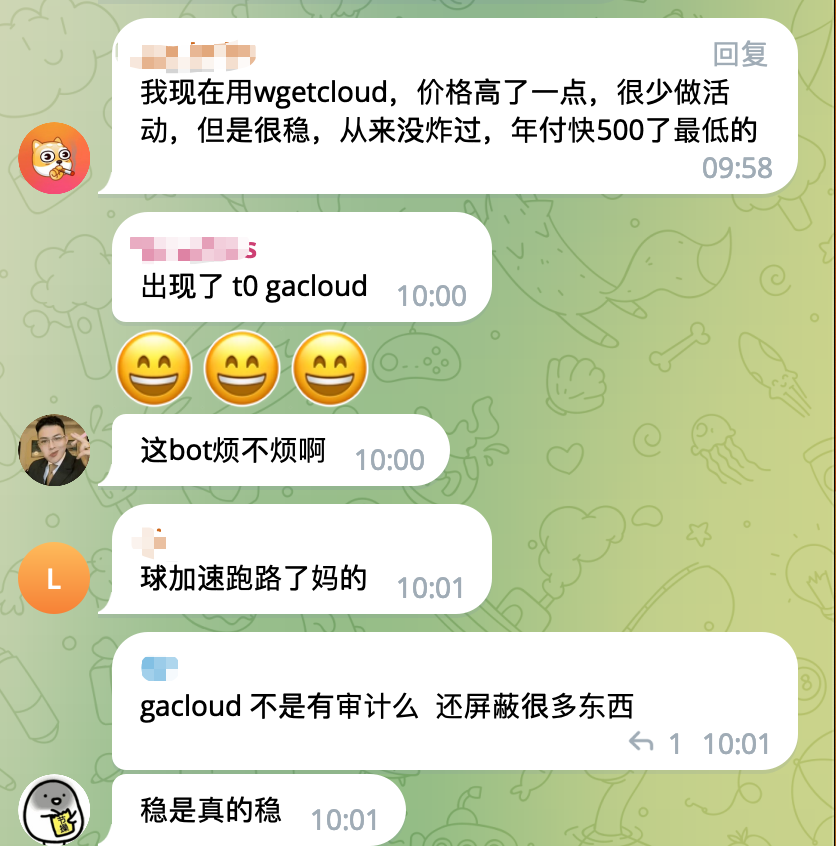 回复
我现在用wgetcloud，价格高了一点，很少做活
动，但是很稳，从来没炸过，年付快500了最低的
09:58
s
出现了 t0 gacloud 10:00
这bot烦不烦啊 10:00
L
球加速跑路了妈的 10:01
gacloud 不是有审计么 还屏蔽很多东西
1 10:01
稳是真的稳 10:01